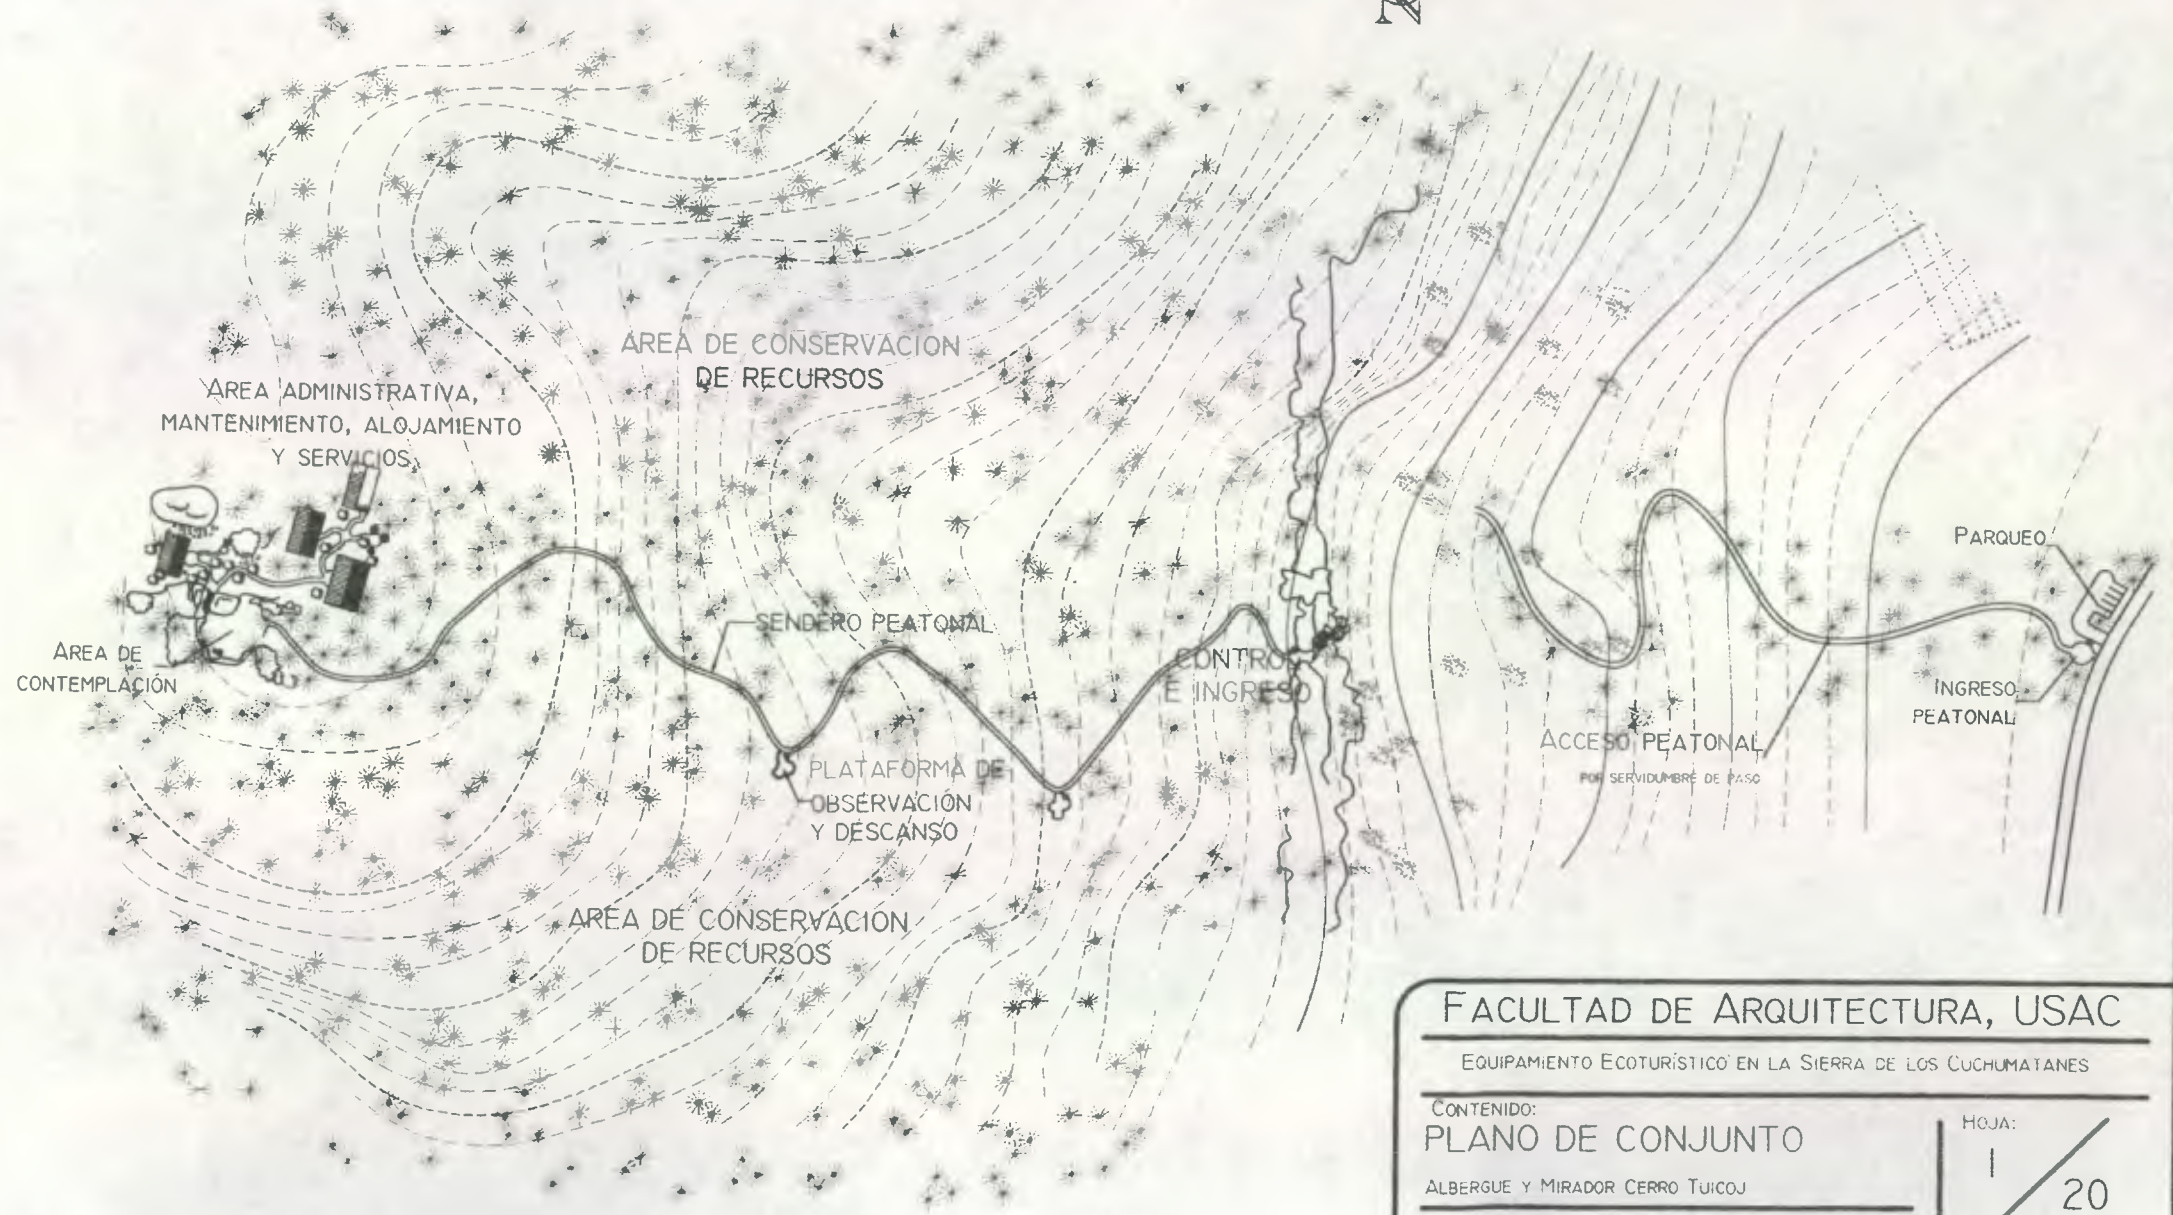 AREA DE CONSERVACION
DE RECURSOS
AREA ADMINISTRATIVA,
MANTENIMIENTO, ALOJAMIENTO
Y SERVICIOS
AREA DE
CONTEMPLACIÓN
SENDERO PEATONAL
PLATAFORMA DE
OBSERVACIÓN
Y DESCANSO
CONTROL
E INGRESO
PARQUEO
INGRESO
PEATONAL
ACCESO PEATONAL
POR SERVIDUMBRE DE PASO
AREA DE CONSERVACION
DE RECURSOS
FACULTAD DE ARQUITECTURA, USAC
EQUIPAMIENTO ECOTURÍSTICO EN LA SIERRA DE LOS CUCHUMATANES
CONTENIDO:
PLANO DE CONJUNTO
ALBERGUE Y MIRADOR CERRO TUICOJ
HOJA:
1/20